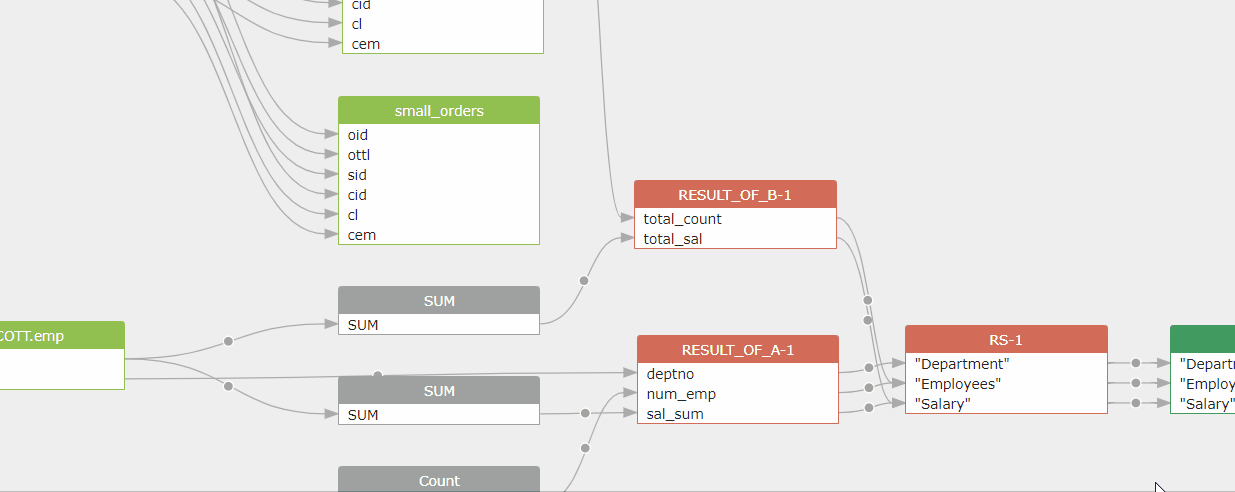 cid
cl
cem
small_orders
oid
ottl
sid
cid
cl
cem
RESULT_OF_B-1
total_count
total_sal
SUM
SUM
COTT.emp
RESULT_OF_A-1
deptno
num_emp
sal_sum
RS-1
"Department"
"Employees"
"Salary"
"Departm
"Employ
"Salary"
SUM
SUM
Count